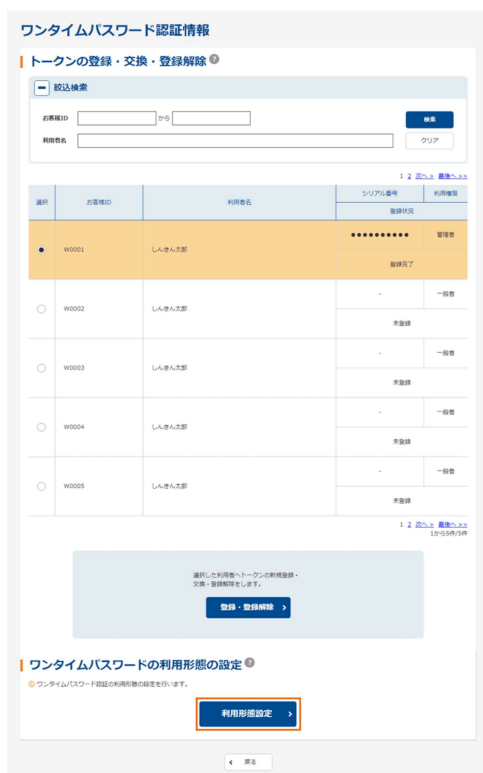 ワンタイムパスワード認証情報
トークンの登録・交換・登録解除
絞込検索
お客様ID から
検索
利用者名
クリア
1 2 次へ > 最後へ >>
選択 お客様ID 利用者名 シリアル番号 利用権限
登録状況
W0001 しんきん太郎 ●●●●●●●●●● 管理者
登録完了
W0002 しんきん太郎 - 一般者
未登録
W0003 しんきん太郎 - 一般者
未登録
W0004 しんきん太郎 - 一般者
未登録
W0005 しんきん太郎 - 一般者
未登録
1 2 次へ > 最後へ >>
1から5件/5件
選択した利用者へトークンの新規登録・
交換・登録解除をします。
登録・登録解除
ワンタイムパスワードの利用形態の設定
ワンタイムパスワード認証の利用形態の設定を行います。
利用形態設定
戻る